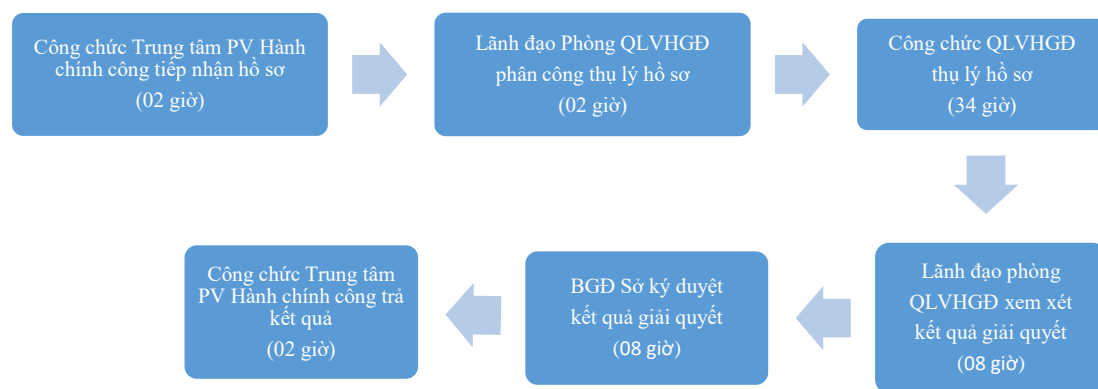 Công chức Trung tâm PV Hành
chính công tiếp nhận hồ sơ
(02 giờ)
Lãnh đạo Phòng QLVHGĐ
phân công thụ lý hồ sơ
(02 giờ)
Công chức QLVHGĐ
thụ lý hồ sơ
(34 giờ)
Lãnh đạo phòng
QLVHGĐ xem xét
kết quả giải quyết
(08 giờ)
BGĐ Sở ký duyệt
kết quả giải quyết
(08 giờ)
Công chức Trung tâm
PV Hành chính công trả
kết quả
(02 giờ)